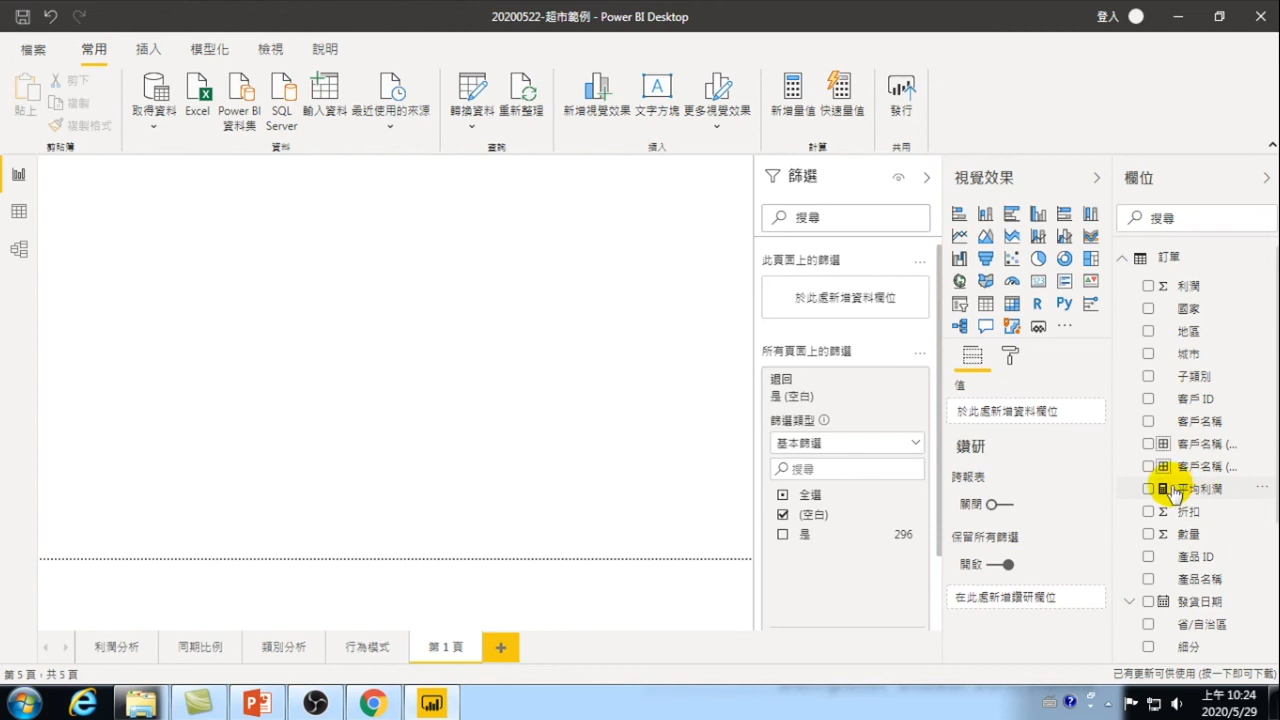 20200522-超市範例 - Power BI Desktop
登入
檔案 常用 插入 模型化 檢視 說明
貼上
剪下
複製
複製格式
剪貼簿
取得資料
Excel
Power BI 資料集
SQL Server
輸入資料
最近使用的來源
資料
轉換資料
重新整理
查詢
新增視覺效果
文字方塊
更多視覺效果
插入
新增量值
快速量值
計算
發行
共用
篩選
搜尋
此頁面上的篩選 ...
於此處新增資料欄位
所有頁面上的篩選 ...
退回
是 (空白)
篩選類型
基本篩選
搜尋
全選
(空白)
是 296
視覺效果
R
Py
值
於此處新增資料欄位
鑽研
跨報表
關閉
保留所有篩選
開啟
在此處新增鑽研欄位
欄位
搜尋
訂單
利潤
國家
地區
城市
子類別
客戶 ID
客戶名稱
客戶名稱 (...
客戶名稱 (...
平均利潤
折扣
數量
產品 ID
產品名稱
發貨日期
省/自治區
細分
利潤分析
同期比例
類別分析
行為模式
第 1 頁
第 5 頁，共 5 頁
已有更新可供使用 (按一下即可下載)
上午 10:24
2020/5/29